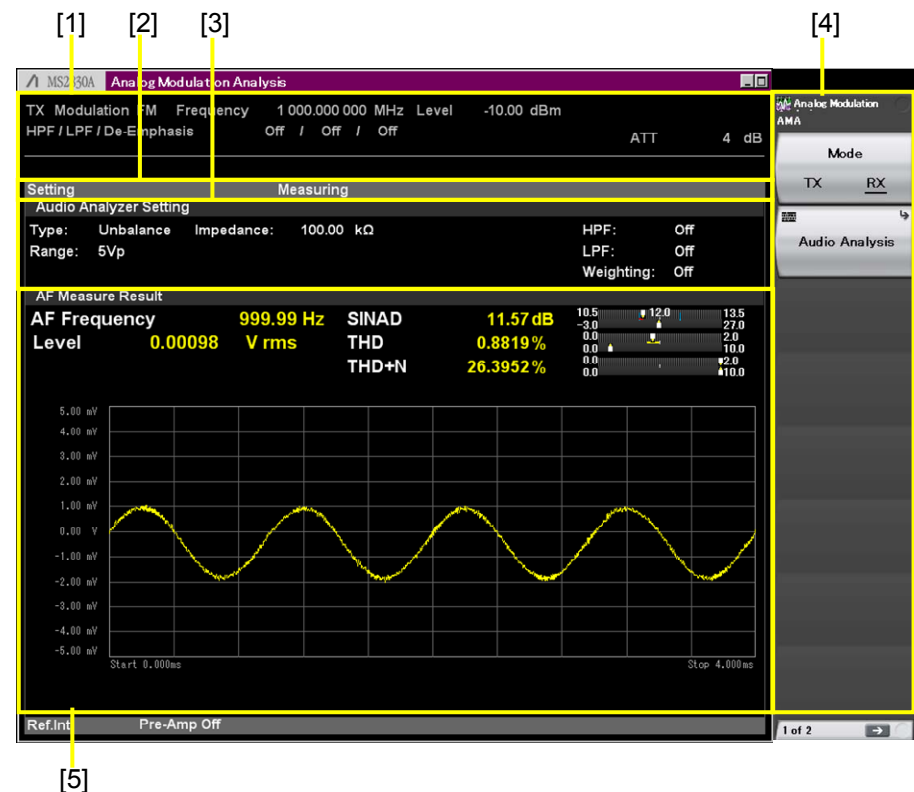 [1] [2] [3] [4]
MS2830A Analog Modulation Analysis
TX Modulation FM Frequency 1 000.000 000 MHz Level -10.00 dBm
HPF / LPF / De-Emphasis Off / Off / Off
ATT 4 dB
Setting Measuring
Audio Analyzer Setting
Type: Unbalance Impedance: 100.00 kΩ HPF: Off
Range: 5Vp LPF: Off
Weighting: Off
AF Measure Result
AF Frequency 999.99 Hz SINAD 11.57 dB
10.5 12.0 13.5
-3.0 27.0
Level 0.00098 V rms THD 0.8819 %
0.0 2.0
0.0 10.0
THD+N 26.3952 %
0.0 2.0
0.0 10.0
5.00 mV
4.00 mV
3.00 mV
2.00 mV
1.00 mV
0.00 V
-1.00 mV
-2.00 mV
-3.00 mV
-4.00 mV
-5.00 mV
Start 0.000ms Stop 4.000ms
Ref.Int Pre-Amp Off
Analog Modulation
AMA
Mode
TX RX
Audio Analysis
1 of 2
[5]